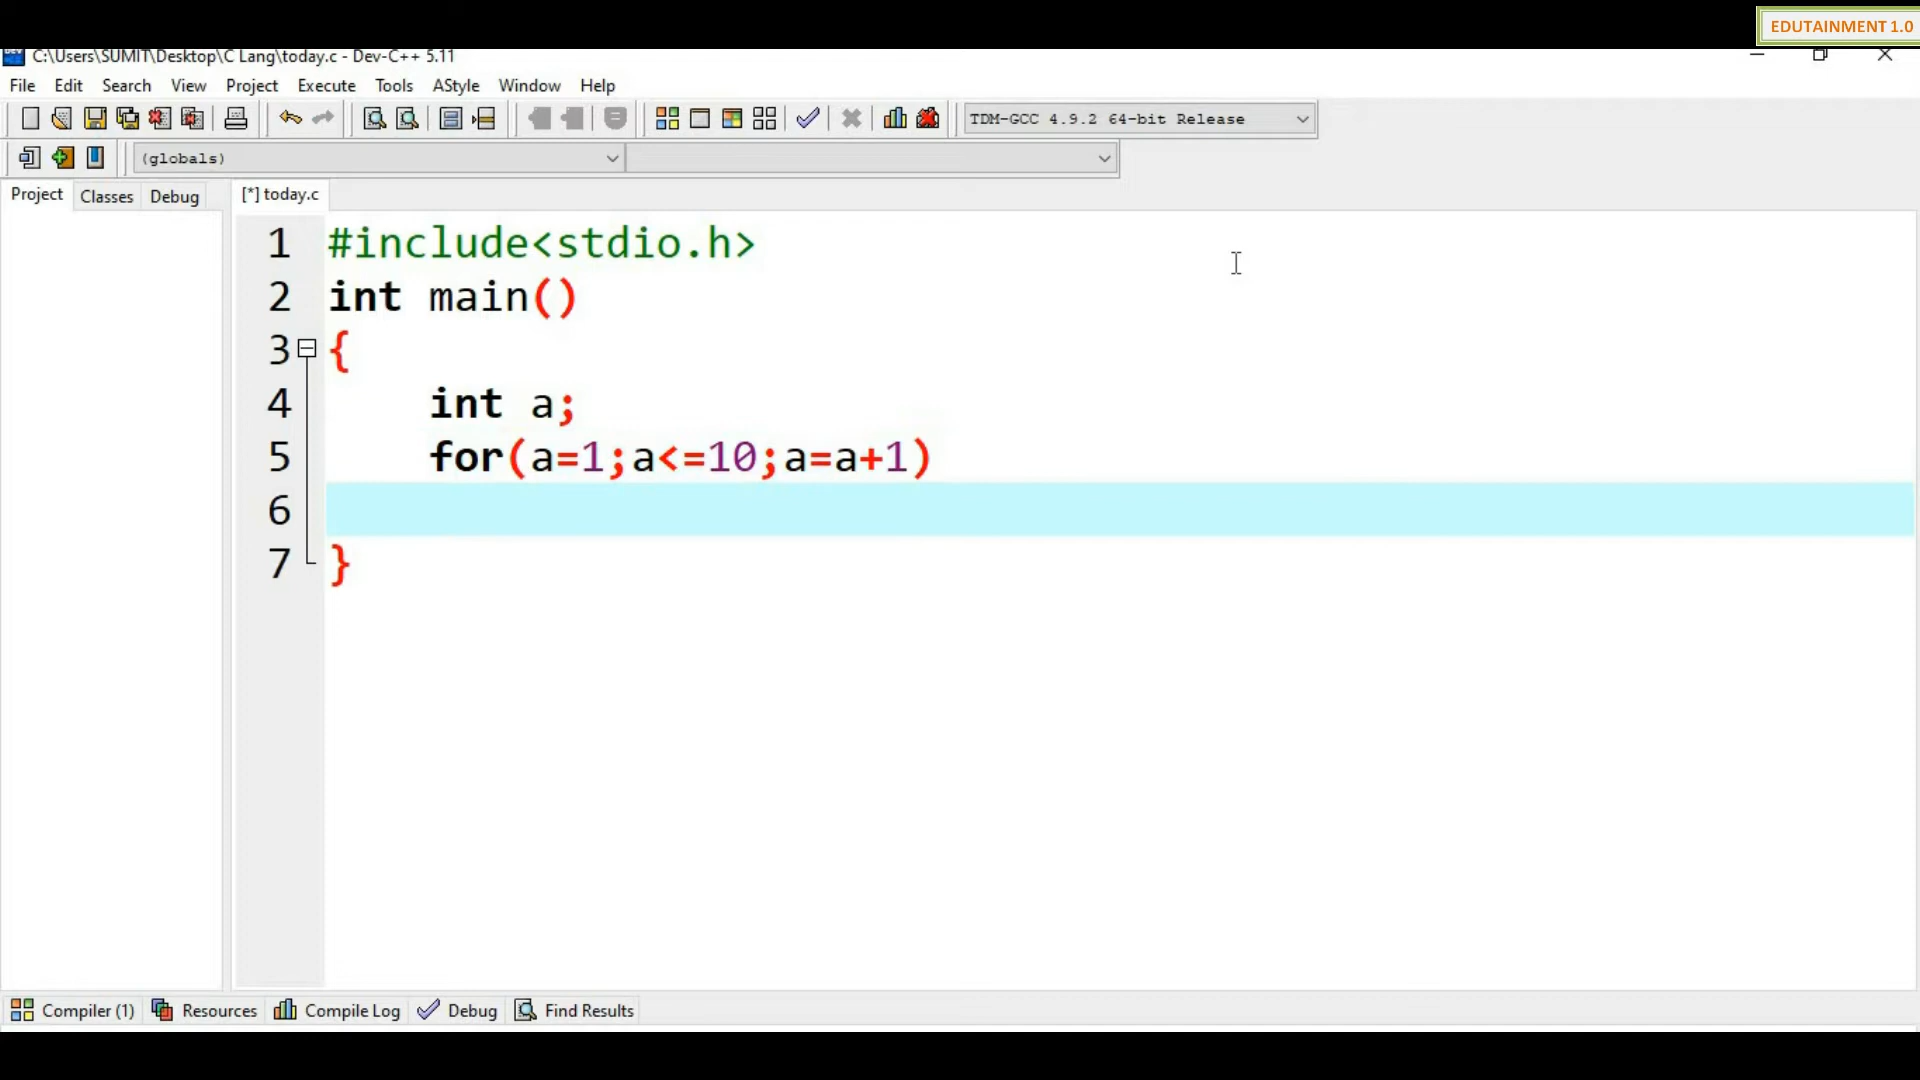 EDUTAINMENT 1.0
C:\Users\SUMIT\Desktop\C Lang\today.c - Dev-C++ 5.11
File Edit Search View Project Execute Tools AStyle Window Help
TDM-GCC 4.9.2 64-bit Release
(globals)
Project Classes Debug [*] today.c
1 #include<stdio.h>
2 int main()
3 {
4 int a;
5 for(a=1;a<=10;a=a+1)
6
7 }
Compiler (1) Resources Compile Log Debug Find Results